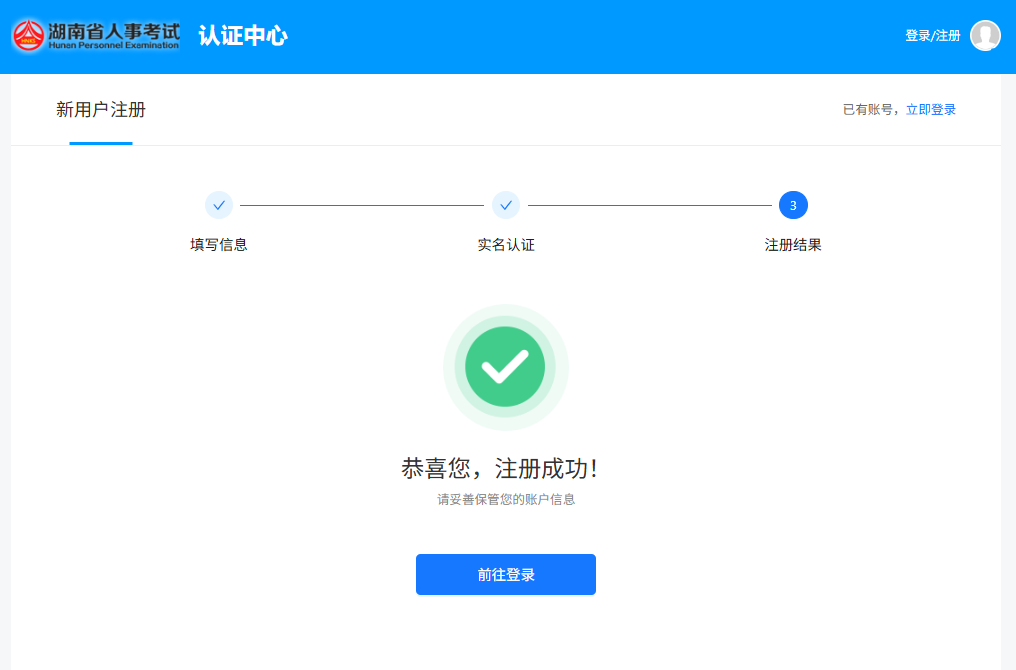 湖南省人事考试
Hunan Personnel Examination
认证中心
登录/注册
新用户注册
已有账号，立即登录
3
填写信息
实名认证
注册结果
恭喜您，注册成功！
请妥善保管您的账户信息
前往登录